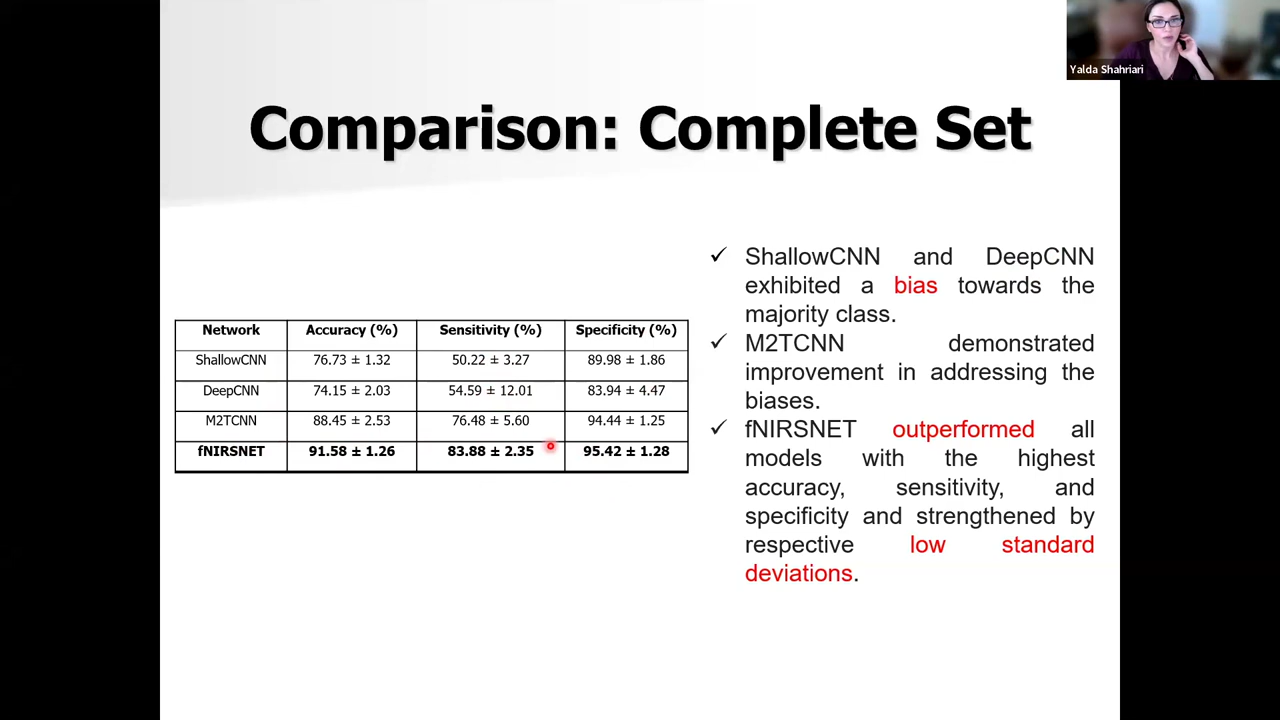 Yalda Shahriari
Comparison: Complete Set
Network Accuracy (%) Sensitivity (%) Specificity (%)
ShallowCNN 76.73 ± 1.32 50.22 ± 3.27 89.98 ± 1.86
DeepCNN 74.15 ± 2.03 54.59 ± 12.01 83.94 ± 4.47
M2TCNN 88.45 ± 2.53 76.48 ± 5.60 94.44 ± 1.25
fNIRSNET 91.58 ± 1.26 83.88 ± 2.35 95.42 ± 1.28
✓ ShallowCNN and DeepCNN
exhibited a bias towards the
majority class.
✓ M2TCNN demonstrated
improvement in addressing the
biases.
✓ fNIRSNET outperformed all
models with the highest
accuracy, sensitivity, and
specificity and strengthened by
respective low standard
deviations.